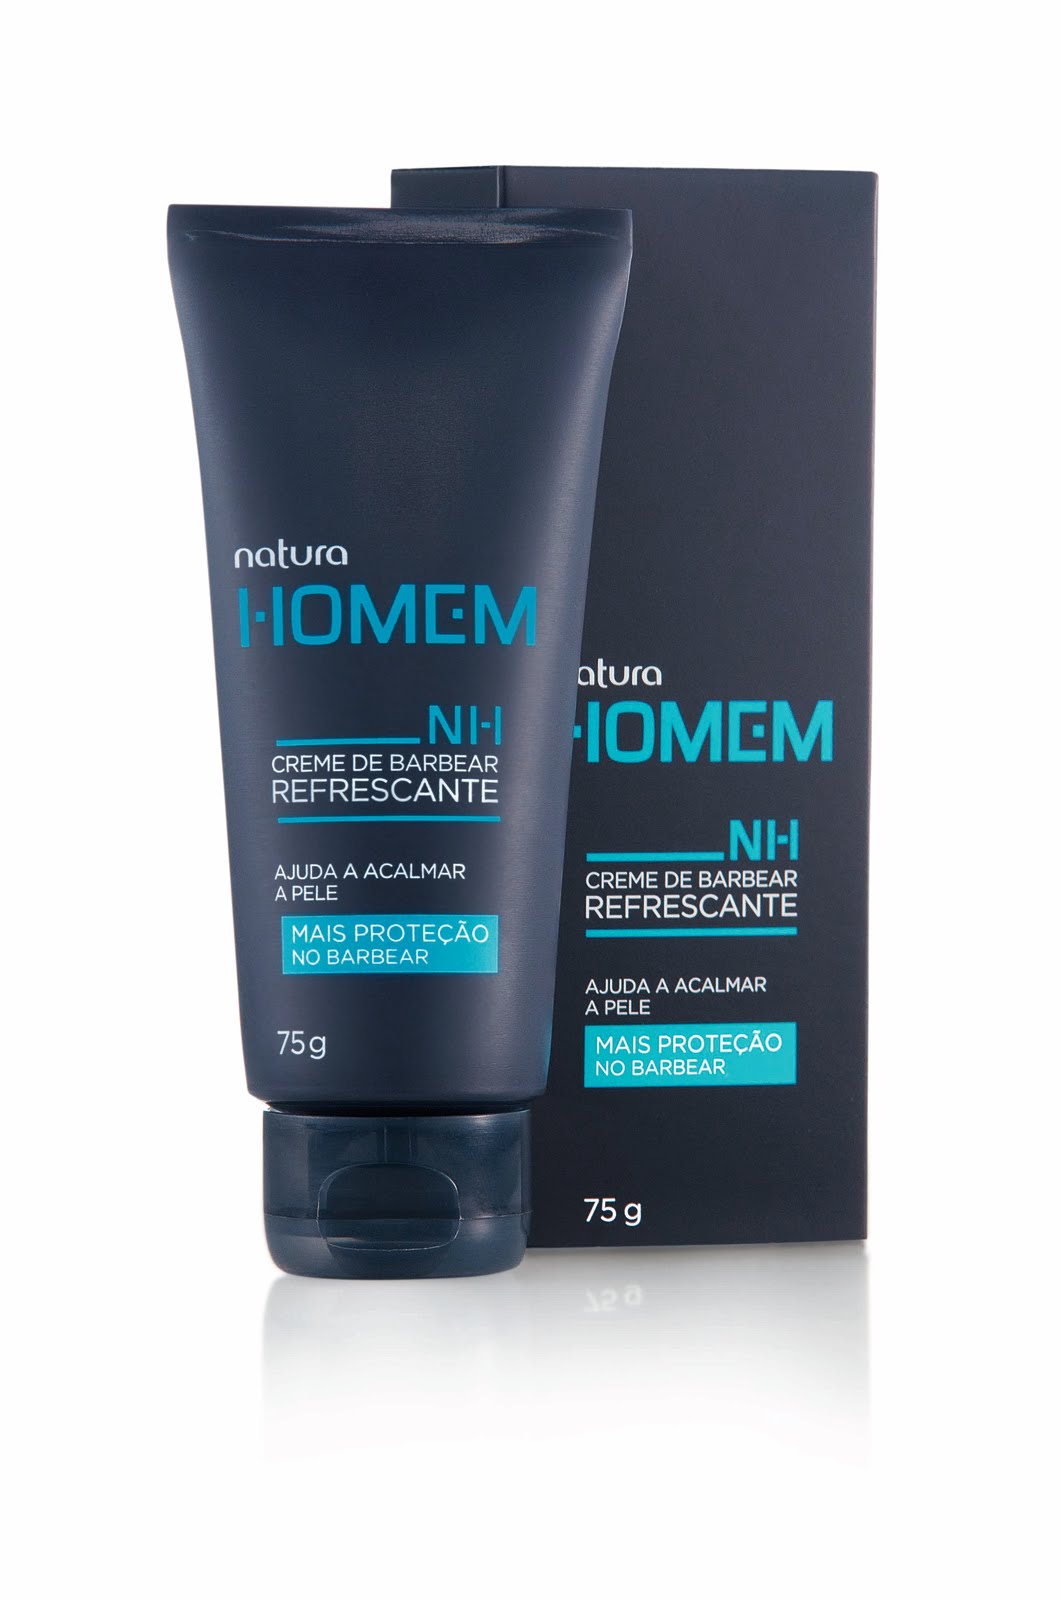 natura
HOMEM
NH
CREME DE BARBEAR
REFRESCANTE
AJUDA A ACALMAR
A PELE
MAIS PROTEÇÃO
NO BARBEAR
75 g
atura
HOMEM
NH
CREME DE BARBEAR
REFRESCANTE
AJUDA A ACALMAR
A PELE
MAIS PROTEÇÃO
NO BARBEAR
75 g